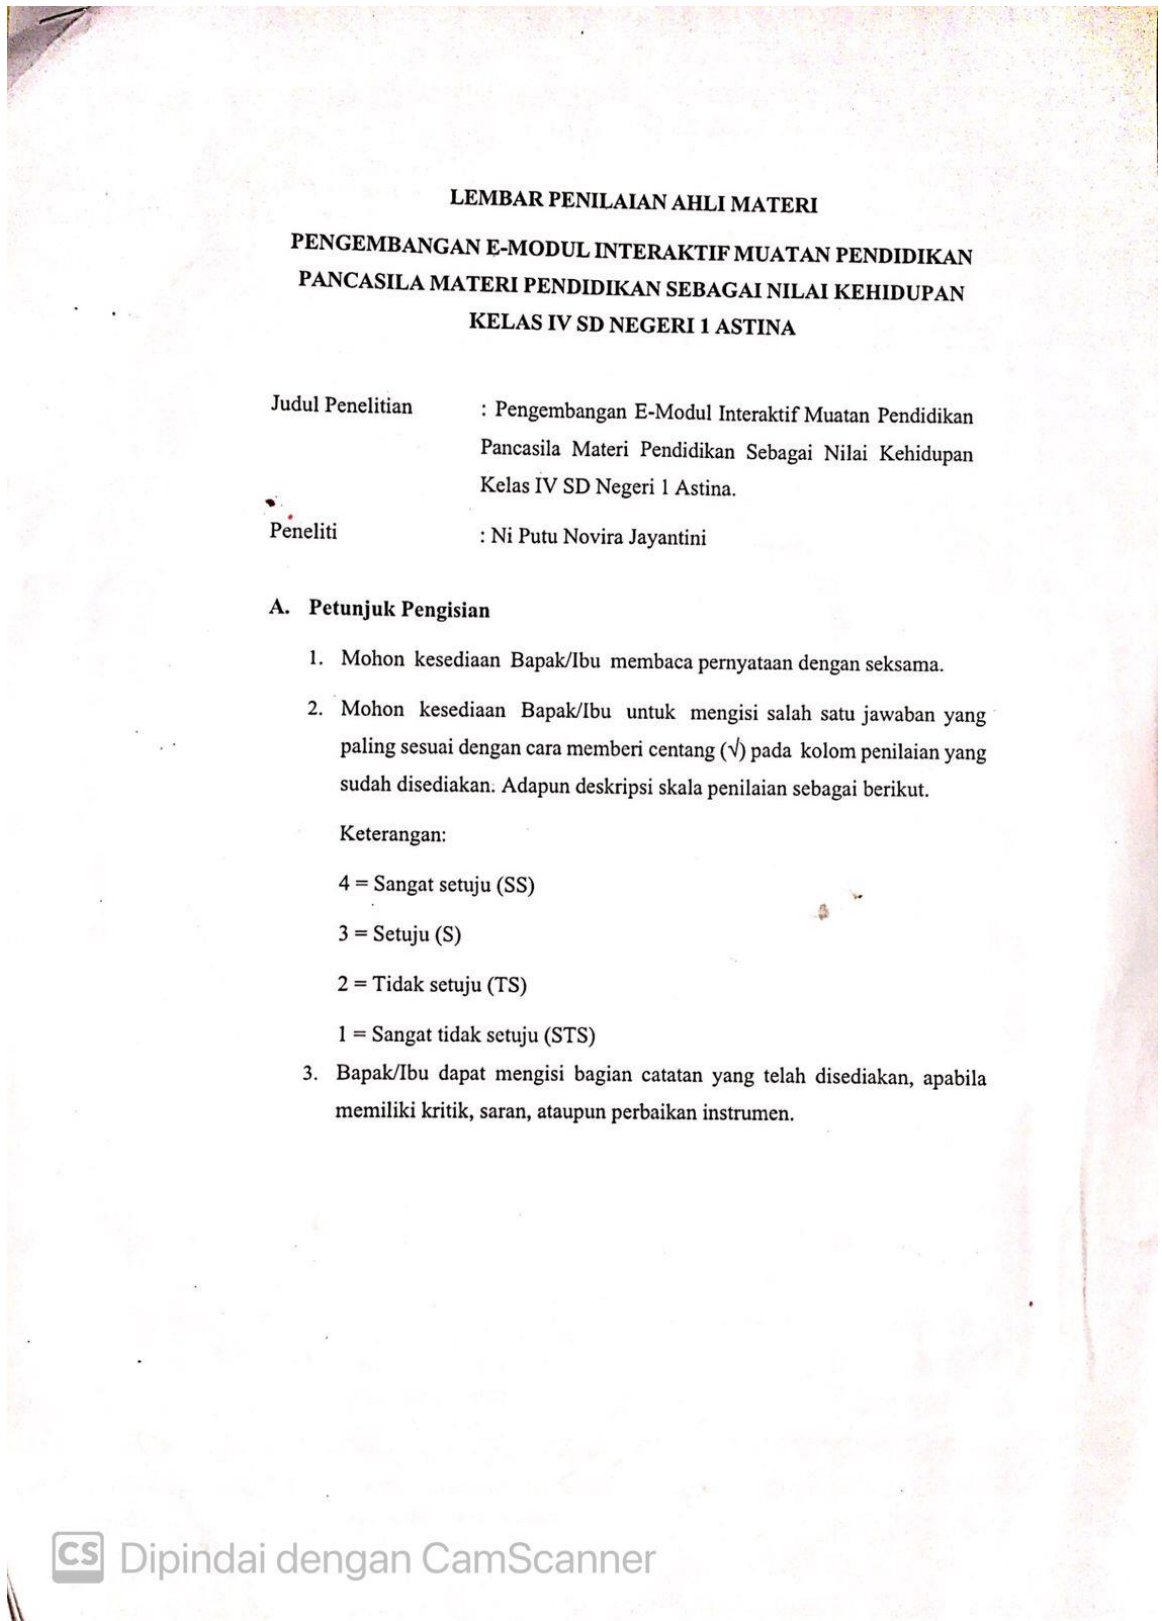 LEMBAR PENILAIAN AHLI MATERI
PENGEMBANGAN E-MODUL INTERAKTIF MUATAN PENDIDIKAN
PANCASILA MATERI PENDIDIKAN SEBAGAI NILAI KEHIDUPAN
KELAS IV SD NEGERI 1 ASTINA
Judul Penelitian : Pengembangan E-Modul Interaktif Muatan Pendidikan
Pancasila Materi Pendidikan Sebagai Nilai Kehidupan
Kelas IV SD Negeri 1 Astina.
Peneliti : Ni Putu Novira Jayantini
A. Petunjuk Pengisian
1. Mohon kesediaan Bapak/Ibu membaca pernyataan dengan seksama.
2. Mohon kesediaan Bapak/Ibu untuk mengisi salah satu jawaban yang
paling sesuai dengan cara memberi centang (√) pada kolom penilaian yang
sudah disediakan. Adapun deskripsi skala penilaian sebagai berikut.
Keterangan:
4 = Sangat setuju (SS)
3 = Setuju (S)
2 = Tidak setuju (TS)
1 = Sangat tidak setuju (STS)
3. Bapak/Ibu dapat mengisi bagian catatan yang telah disediakan, apabila
memiliki kritik, saran, ataupun perbaikan instrumen.
CS Dipindai dengan CamScanner